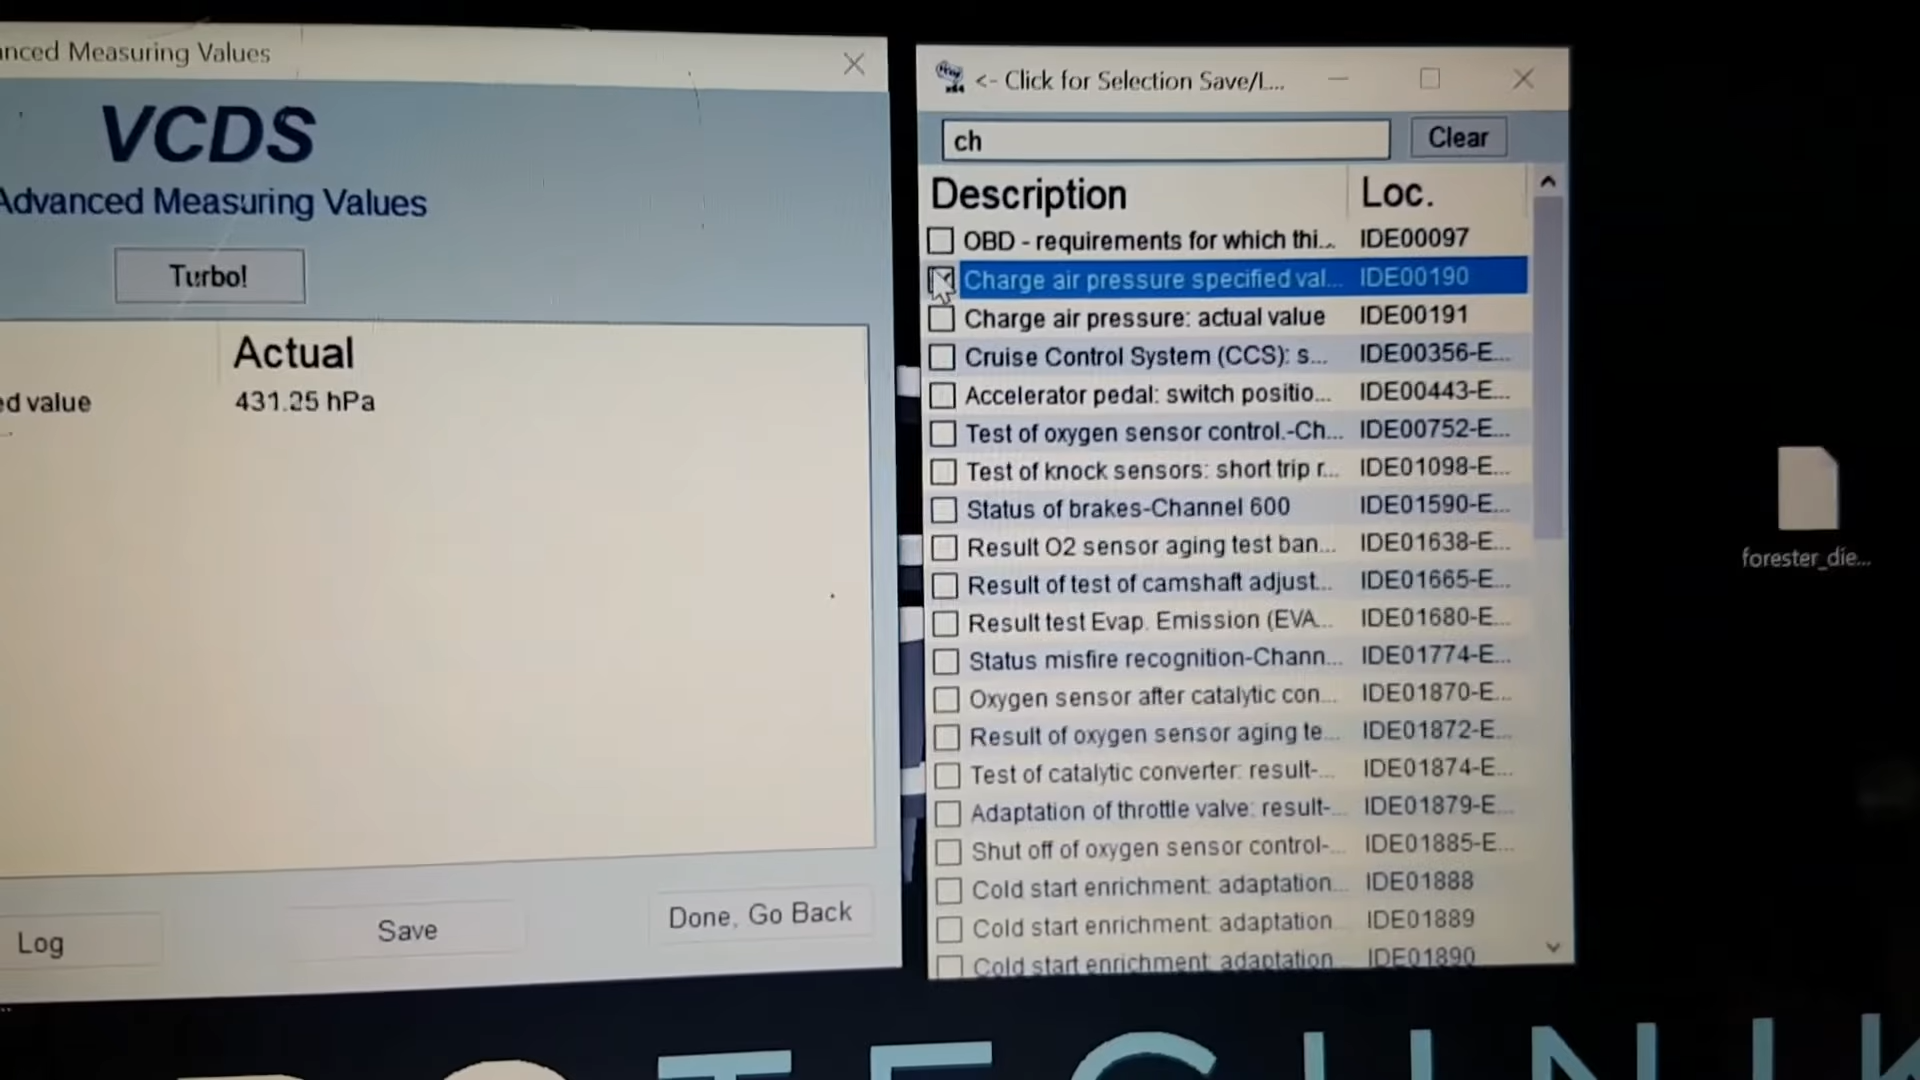 nced Measuring Values
VCDS
Advanced Measuring Values
Turbo!
Actual
ed value 431.25 hPa
Log
Save
Done, Go Back
<- Click for Selection Save/L...
ch
Clear
Description Loc.
OBD - requirements for which thi... IDE00097
Charge air pressure specified val... IDE00190
Charge air pressure: actual value IDE00191
Cruise Control System (CCS): s... IDE00356-E...
Accelerator pedal: switch positio... IDE00443-E...
Test of oxygen sensor control.-Ch... IDE00752-E...
Test of knock sensors: short trip r... IDE01098-E...
Status of brakes-Channel 600 IDE01590-E...
Result O2 sensor aging test ban... IDE01638-E...
Result of test of camshaft adjust... IDE01665-E...
Result test Evap. Emission (EVA... IDE01680-E...
Status misfire recognition-Chann... IDE01774-E...
Oxygen sensor after catalytic con... IDE01870-E...
Result of oxygen sensor aging te... IDE01872-E...
Test of catalytic converter: result-... IDE01874-E...
Adaptation of throttle valve: result-... IDE01879-E...
Shut off of oxygen sensor control-... IDE01885-E...
Cold start enrichment: adaptation... IDE01888
Cold start enrichment: adaptation IDE01889
Cold start enrichment: adaptation IDE01890
forester_die...
TECHNIK